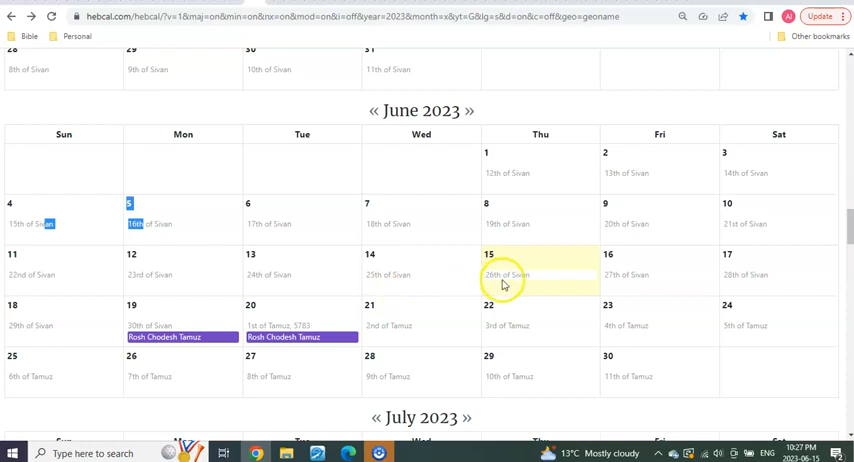 hebcal.com/hebcal/?v=1&maj=on&min=on&nx=on&mod=on&i=off&year=2023&month=x&yt=G&lg=s&d=on&c=off&geo=geoname
AI Update
Bible Personal Other bookmarks
28 29 30 31
8th of Sivan 9th of Sivan 10th of Sivan 11th of Sivan
« June 2023 »
Sun Mon Tue Wed Thu Fri Sat
1 2 3
12th of Sivan 13th of Sivan 14th of Sivan
4 5 6 7 8 9 10
15th of Sivan 16th of Sivan 17th of Sivan 18th of Sivan 19th of Sivan 20th of Sivan 21st of Sivan
11 12 13 14 15 16 17
22nd of Sivan 23rd of Sivan 24th of Sivan 25th of Sivan 26th of Sivan 27th of Sivan 28th of Sivan
18 19 20 21 22 23 24
29th of Sivan 30th of Sivan 1st of Tamuz, 5783 2nd of Tamuz 3rd of Tamuz 4th of Tamuz 5th of Tamuz
Rosh Chodesh Tamuz Rosh Chodesh Tamuz
25 26 27 28 29 30
6th of Tamuz 7th of Tamuz 8th of Tamuz 9th of Tamuz 10th of Tamuz 11th of Tamuz
« July 2023 »
Sun Mon Tue Wed Thu Fri Sat
Type here to search 13°C Mostly cloudy ENG 10:27 PM
2023-06-15 2